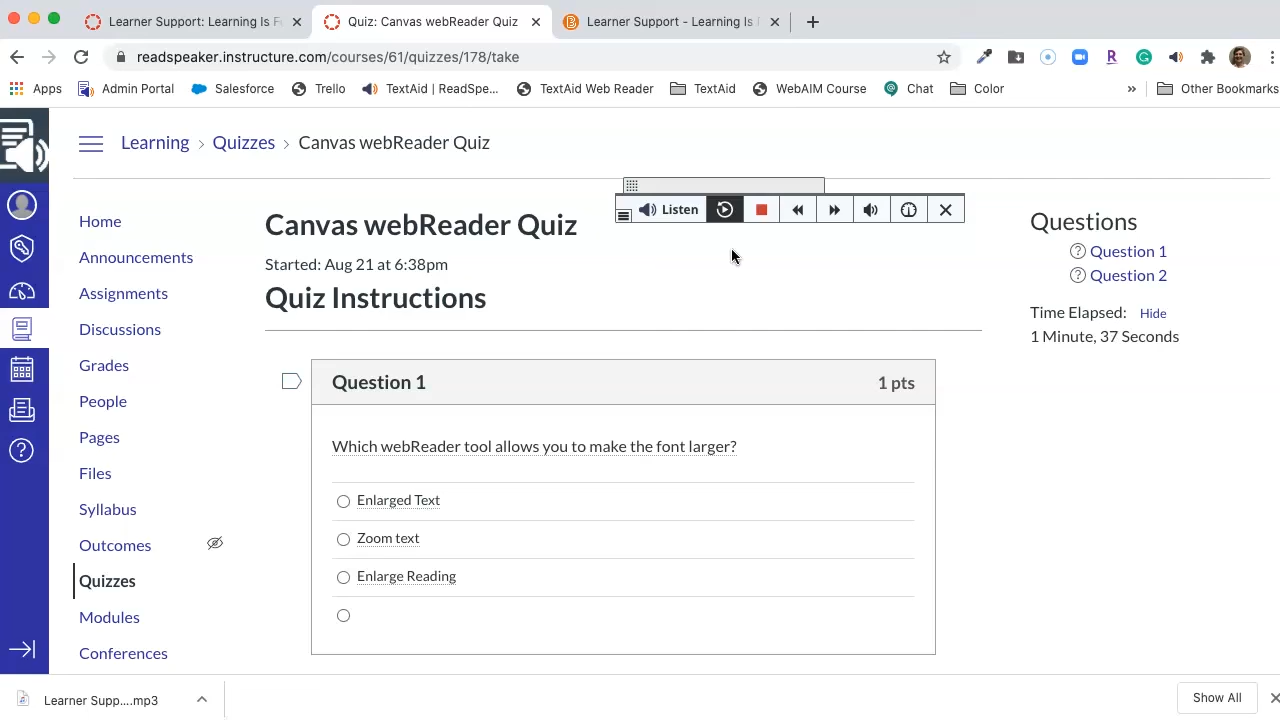 Learner Support: Learning Is F
Quiz: Canvas webReader Quiz
Learner Support - Learning Is
readspeaker.instructure.com/courses/61/quizzes/178/take
Apps
Admin Portal
Salesforce
Trello
TextAid | ReadSpe...
TextAid Web Reader
TextAid
WebAIM Course
Chat
Color
»
Other Bookmarks
Learning > Quizzes > Canvas webReader Quiz
Listen
Home
Announcements
Assignments
Discussions
Grades
People
Pages
Files
Syllabus
Outcomes
Quizzes
Modules
Conferences
Canvas webReader Quiz
Started: Aug 21 at 6:38pm
Quiz Instructions
Question 1
1 pts
Which webReader tool allows you to make the font larger?
Enlarged Text
Zoom text
Enlarge Reading
Questions
Question 1
Question 2
Time Elapsed: Hide
1 Minute, 37 Seconds
Learner Supp....mp3
Show All